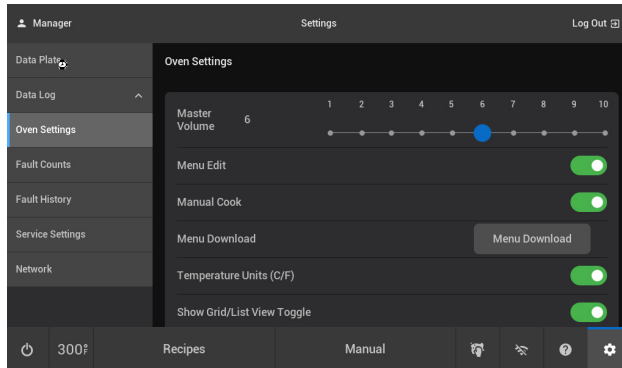 Manager
Settings
Log Out
Data Plate
Oven Settings
Data Log
Oven Settings
Fault Counts
Fault History
Service Settings
Network
Master
Volume
6
1 2 3 4 5 6 7 8 9 10
Menu Edit
Manual Cook
Menu Download
Menu Download
Temperature Units (C/F)
Show Grid/List View Toggle
300°F
Recipes
Manual